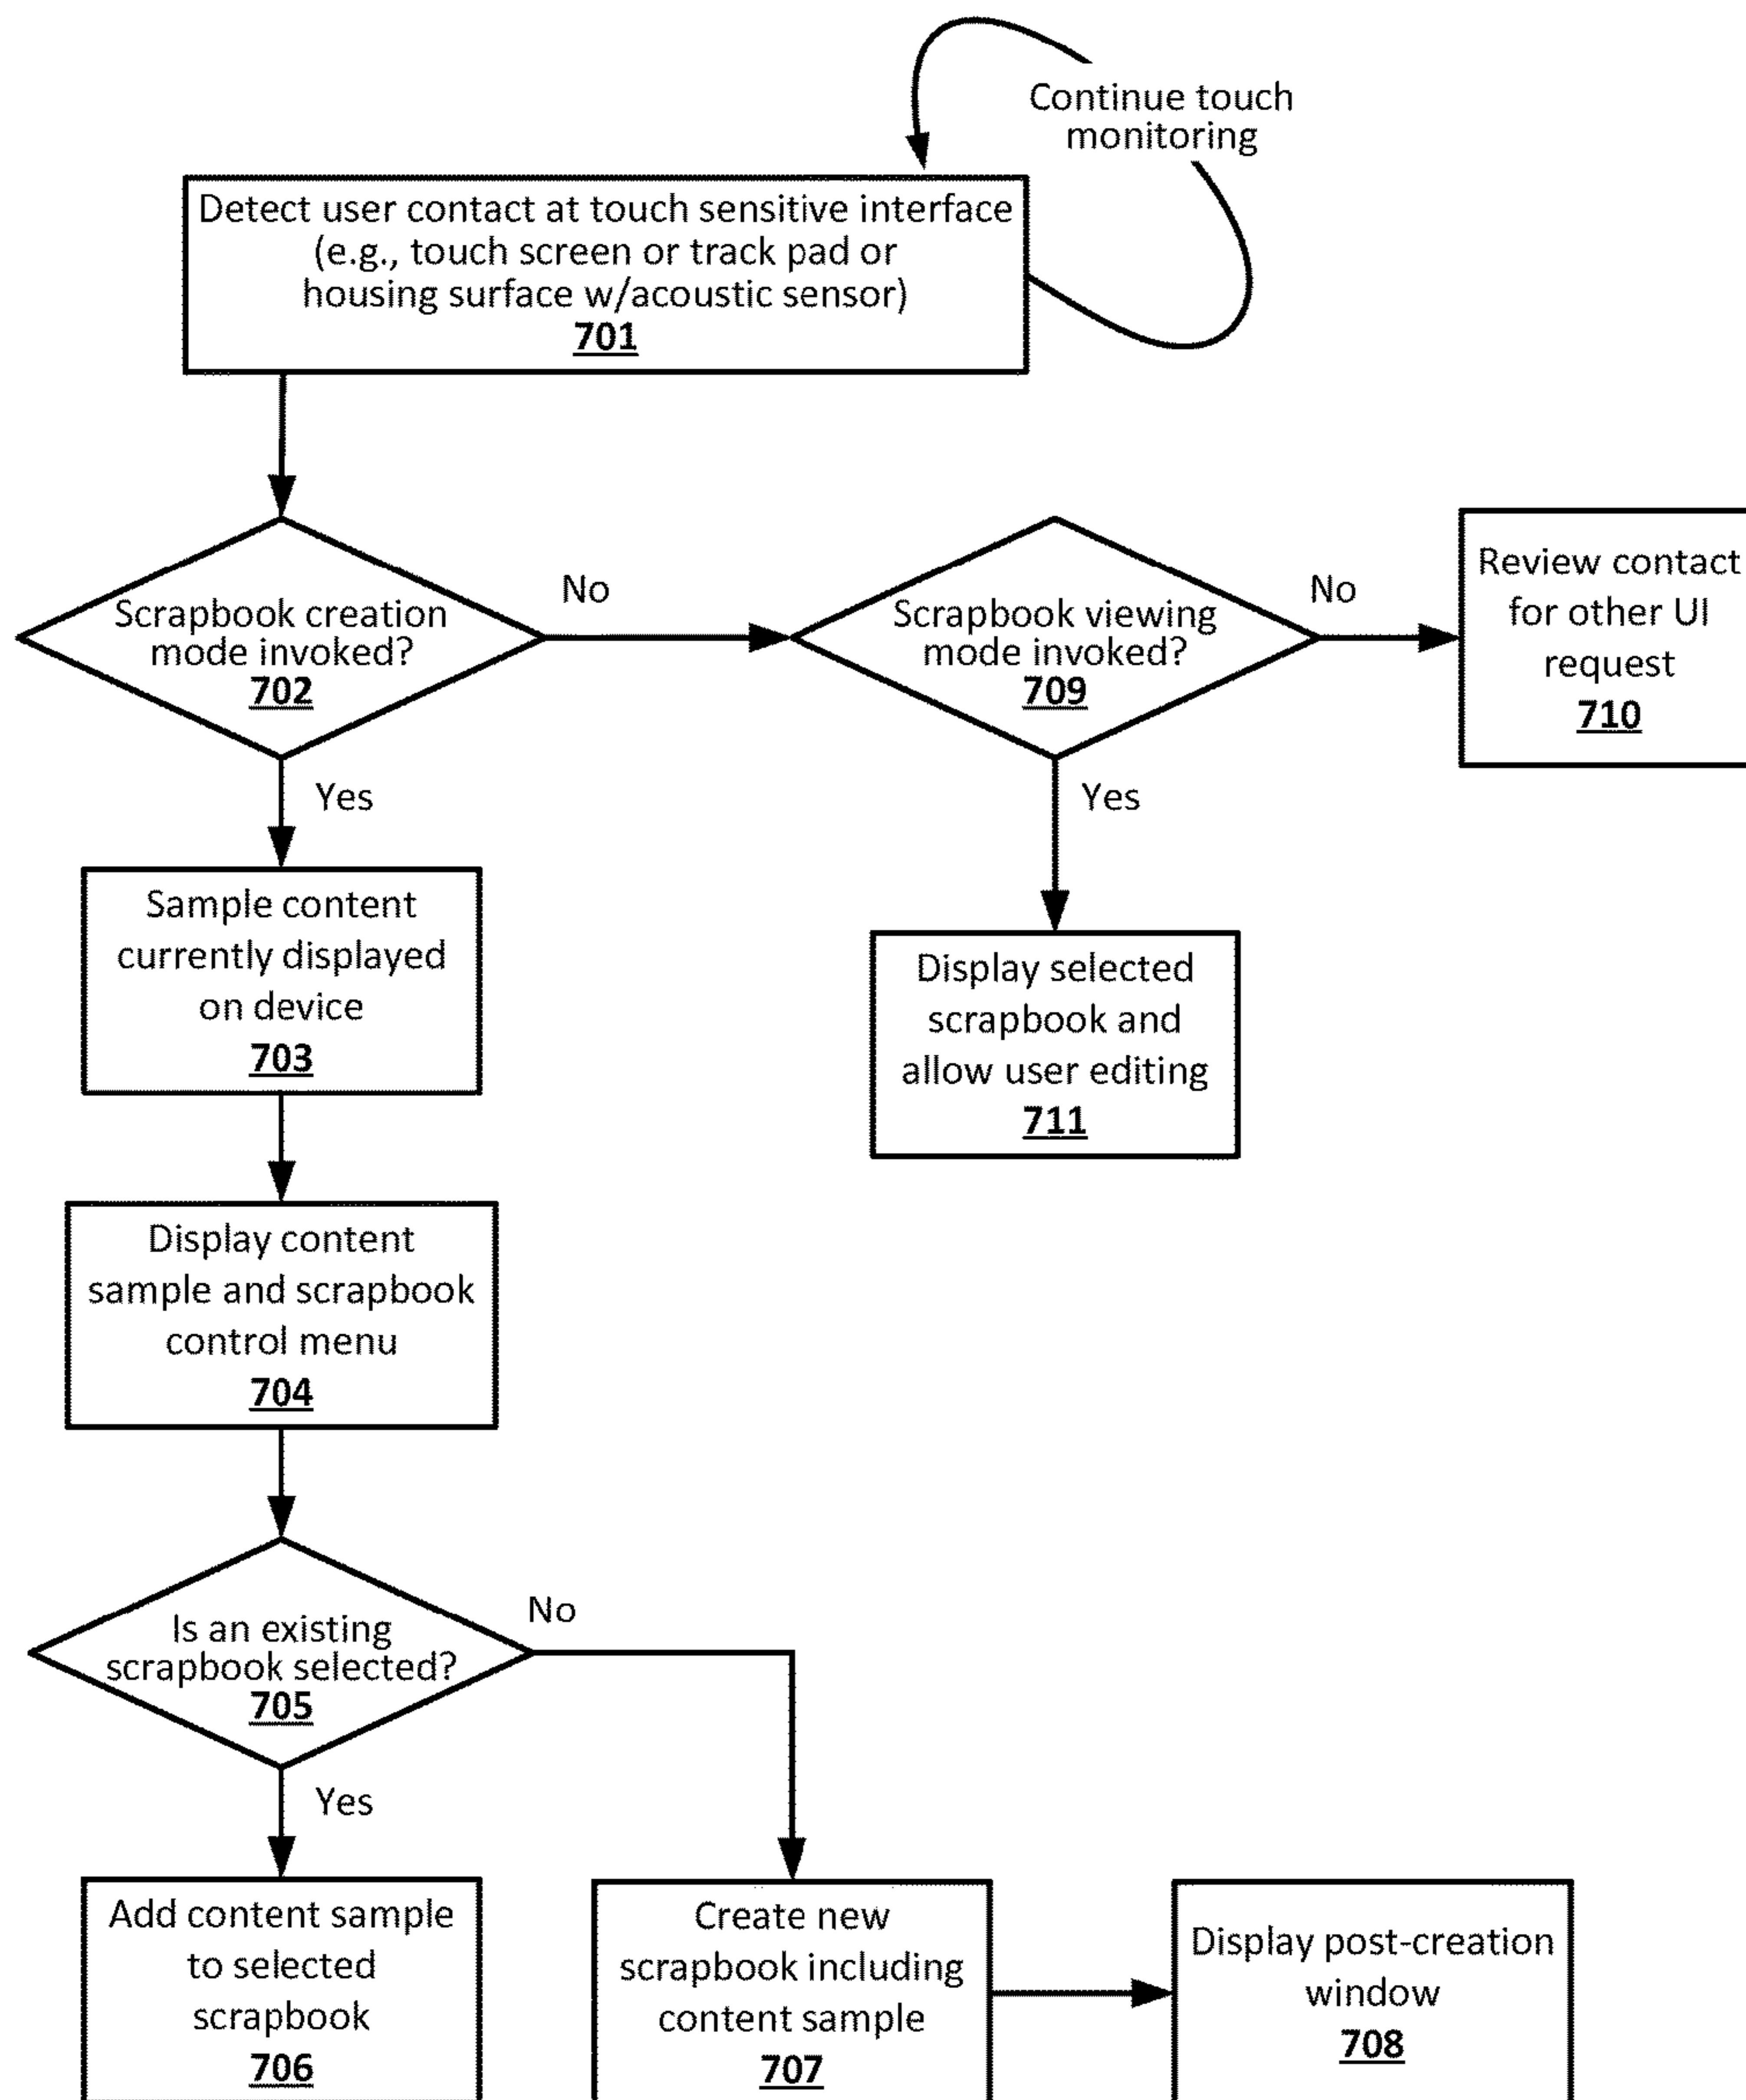 Continue touch
monitoring
Detect user contact at touch sensitive interface
(e.g., touch screen or track pad or
housing surface w/acoustic sensor)
701
Scrapbook creation
mode invoked?
702
No
Scrapbook viewing
mode invoked?
709
No
Review contact
for other UI
request
710
Yes
Yes
Sample content
currently displayed
on device
703
Display selected
scrapbook and
allow user editing
711
Display content
sample and scrapbook
control menu
704
Is an existing
scrapbook selected?
705
No
Yes
Add content sample
to selected
scrapbook
706
Create new
scrapbook including
content sample
707
Display post-creation
window
708